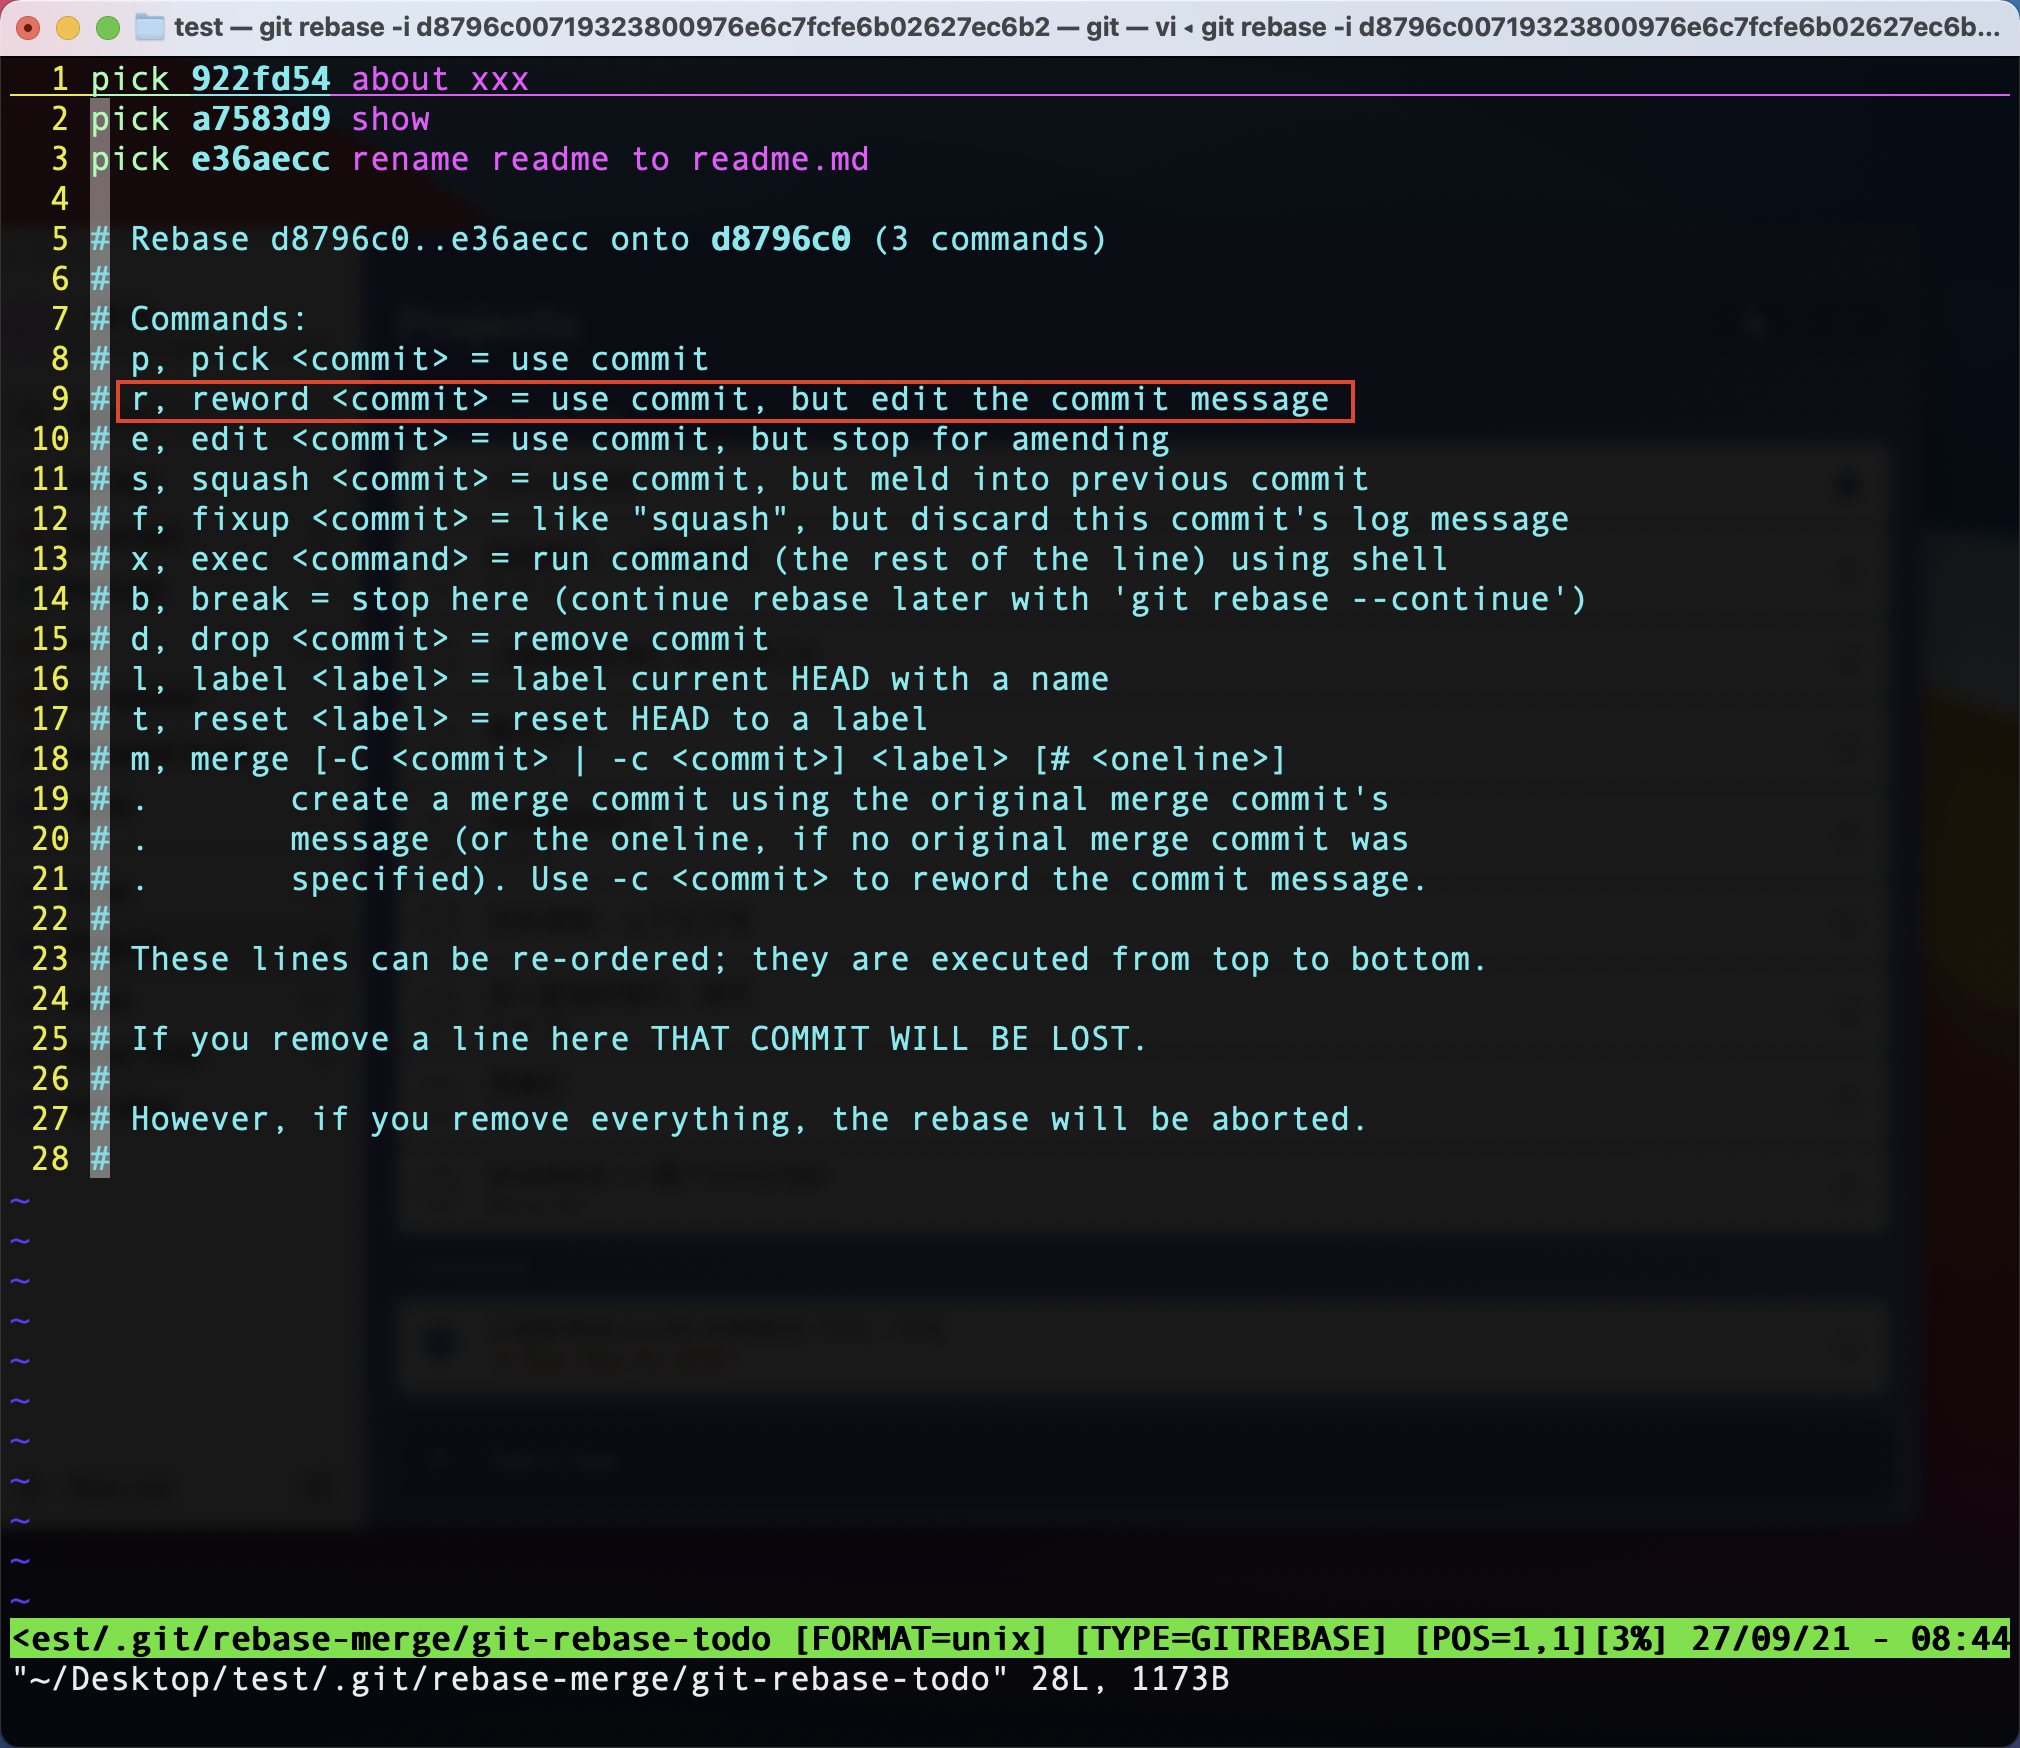 test — git rebase -i d8796c00719323800976e6c7fcfe6b02627ec6b2 — git — vi ◂ git rebase -i d8796c00719323800976e6c7fcfe6b02627ec6b...
1 pick 922fd54 about xxx
2 pick a7583d9 show
3 pick e36aecc rename readme to readme.md
4
5 # Rebase d8796c0..e36aecc onto d8796c0 (3 commands)
6 #
7 # Commands:
8 # p, pick <commit> = use commit
9 # r, reword <commit> = use commit, but edit the commit message
10 # e, edit <commit> = use commit, but stop for amending
11 # s, squash <commit> = use commit, but meld into previous commit
12 # f, fixup <commit> = like "squash", but discard this commit's log message
13 # x, exec <command> = run command (the rest of the line) using shell
14 # b, break = stop here (continue rebase later with 'git rebase --continue')
15 # d, drop <commit> = remove commit
16 # l, label <label> = label current HEAD with a name
17 # t, reset <label> = reset HEAD to a label
18 # m, merge [-C <commit> | -c <commit>] <label> [# <oneline>]
19 # .       create a merge commit using the original merge commit's
20 # .       message (or the oneline, if no original merge commit was
21 # .       specified). Use -c <commit> to reword the commit message.
22 #
23 # These lines can be re-ordered; they are executed from top to bottom.
24 #
25 # If you remove a line here THAT COMMIT WILL BE LOST.
26 #
27 # However, if you remove everything, the rebase will be aborted.
28 #
~
~
~
~
~
~
~
~
~
~
~
<est/.git/rebase-merge/git-rebase-todo [FORMAT=unix] [TYPE=GITREBASE] [POS=1,1][3%] 27/09/21 - 08:44
"~/Desktop/test/.git/rebase-merge/git-rebase-todo" 28L, 1173B